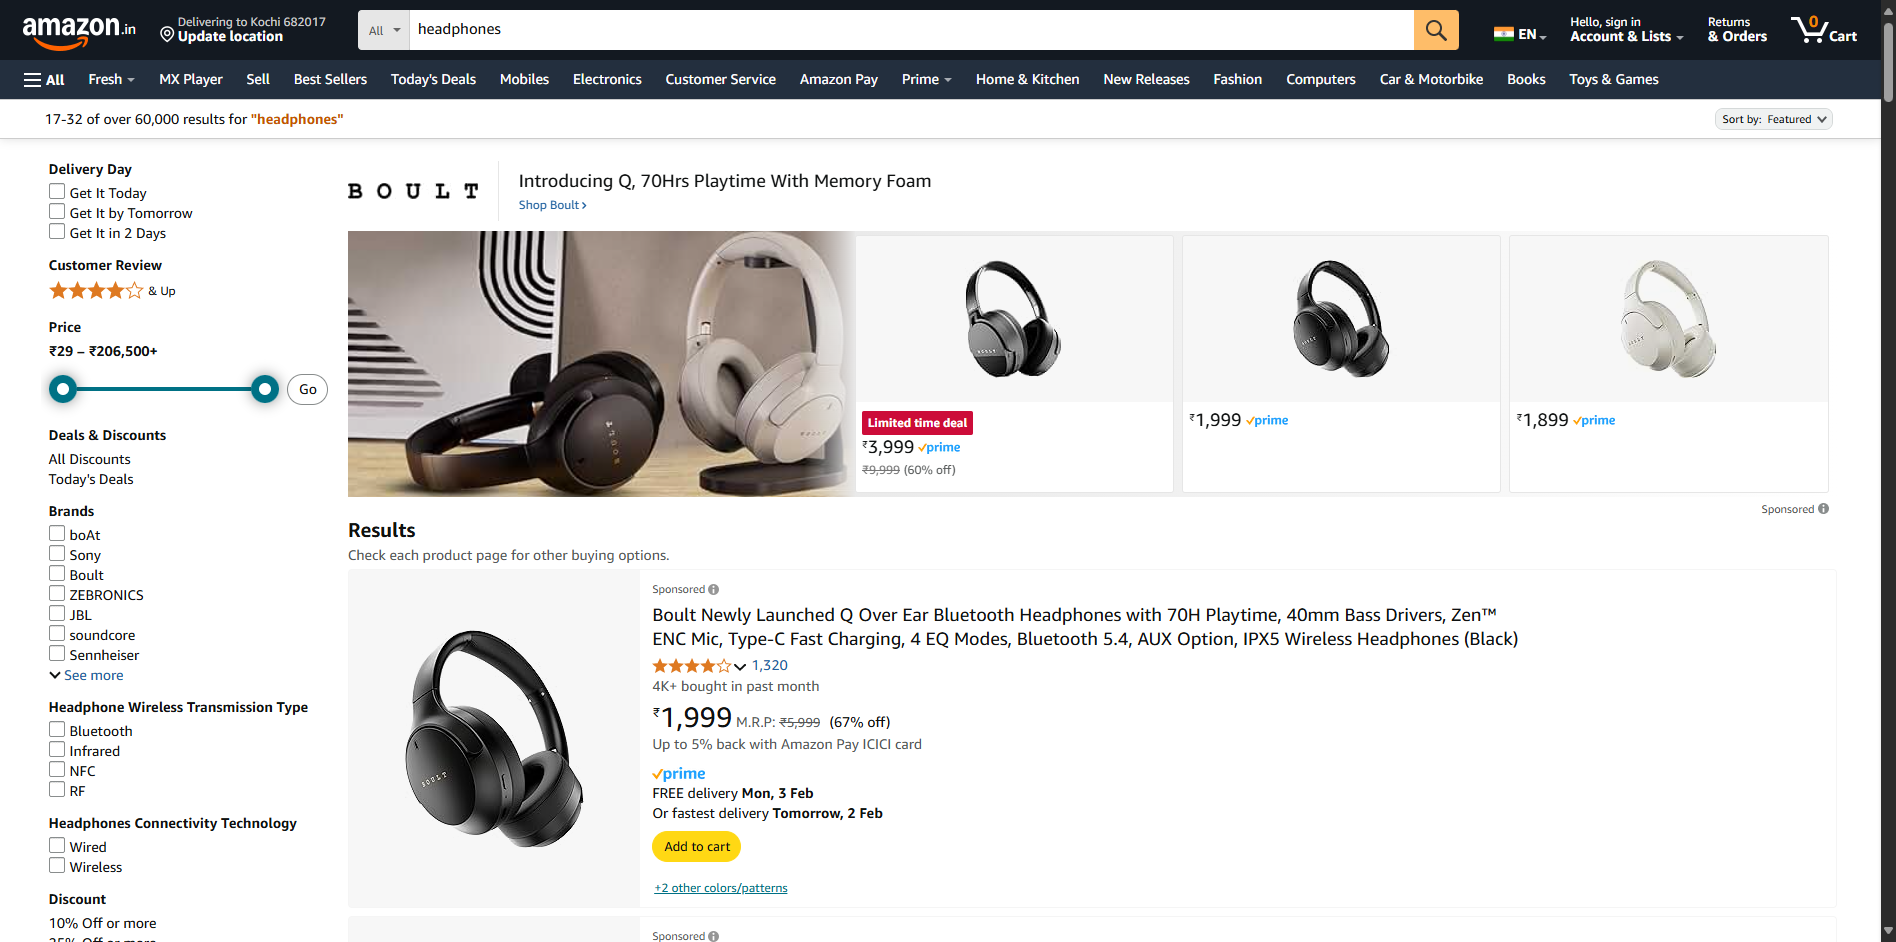 amazon.in
Delivering to Kochi 682017
Update location
All
headphones
EN
Hello, sign in
Account & Lists
Returns
& Orders
0
Cart
All
Fresh
MX Player
Sell
Best Sellers
Today's Deals
Mobiles
Electronics
Customer Service
Amazon Pay
Prime
Home & Kitchen
New Releases
Fashion
Computers
Car & Motorbike
Books
Toys & Games
17-32 of over 60,000 results for "headphones"
Sort by: Featured
Delivery Day
Get It Today
Get It by Tomorrow
Get It in 2 Days
Customer Review
& Up
Price
₹29 – ₹206,500+
Go
Deals & Discounts
All Discounts
Today's Deals
Brands
boAt
Sony
Boult
ZEBRONICS
JBL
soundcore
Sennheiser
See more
Headphone Wireless Transmission Type
Bluetooth
Infrared
NFC
RF
Headphones Connectivity Technology
Wired
Wireless
Discount
10% Off or more
25% Off or more
BOULT
Introducing Q, 70Hrs Playtime With Memory Foam
Shop Boult ›
BOULT
BOULT
BOULT
Limited time deal
₹3,999 prime
₹9,999 (60% off)
BOULT
₹1,999 prime
BOULT
₹1,899 prime
Sponsored
Results
Check each product page for other buying options.
BOULT
Sponsored
Boult Newly Launched Q Over Ear Bluetooth Headphones with 70H Playtime, 40mm Bass Drivers, Zen™
ENC Mic, Type-C Fast Charging, 4 EQ Modes, Bluetooth 5.4, AUX Option, IPX5 Wireless Headphones (Black)
1,320
4K+ bought in past month
₹1,999 M.R.P: ₹5,999 (67% off)
Up to 5% back with Amazon Pay ICICI card
prime
FREE delivery Mon, 3 Feb
Or fastest delivery Tomorrow, 2 Feb
Add to cart
+2 other colors/patterns
Sponsored